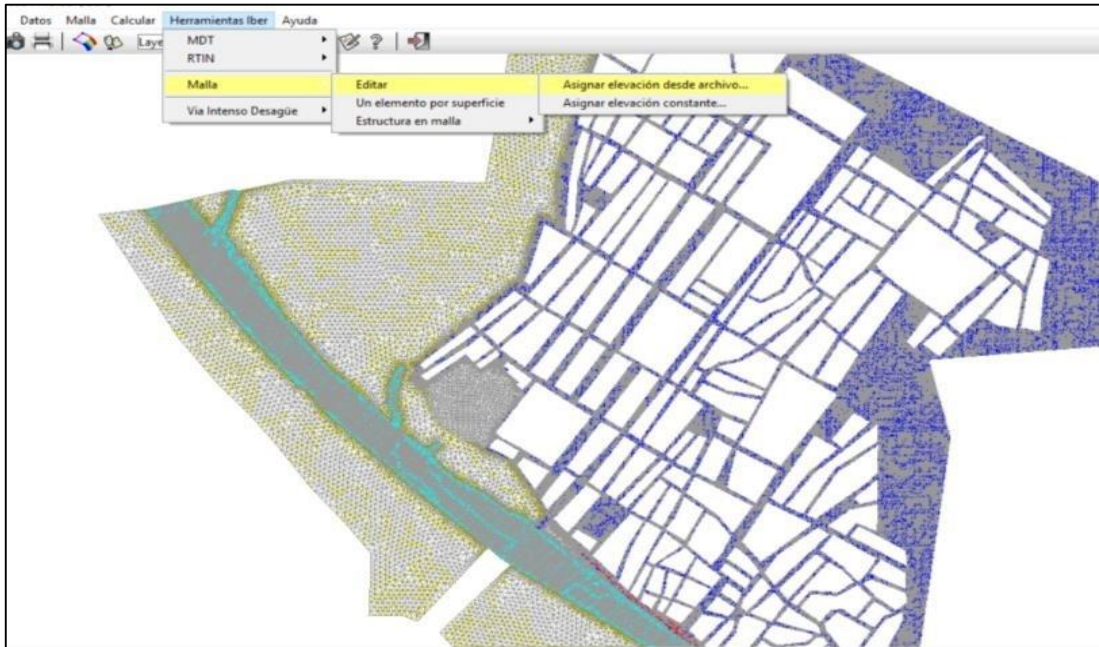 Datos Malla Calcular Herramientas Iber Ayuda
Laye
MDT
RTIN
Malla
Via Intenso Desagüe
Editar
Un elemento por superficie
Estructura en malla
Asignar elevación desde archivo...
Asignar elevación constante...